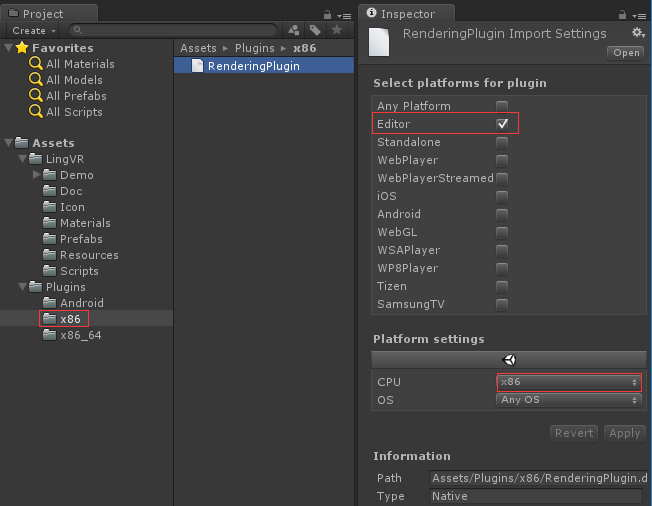 Project
Create
Favorites
All Materials
All Models
All Prefabs
All Scripts
Assets
LingVR
Demo
Doc
Icon
Materials
Prefabs
Resources
Scripts
Plugins
Android
x86
x86_64
Assets Plugins x86
RenderingPlugin
Inspector
RenderingPlugin Import Settings
Open
Select platforms for plugin
Any Platform
Editor
Standalone
WebPlayer
WebPlayerStreamed
iOS
Android
WebGL
WSAPlayer
WP8Player
Tizen
SamsungTV
Platform settings
CPU x86
OS Any OS
Revert Apply
Information
Path Assets/Plugins/x86/RenderingPlugin.d
Type Native